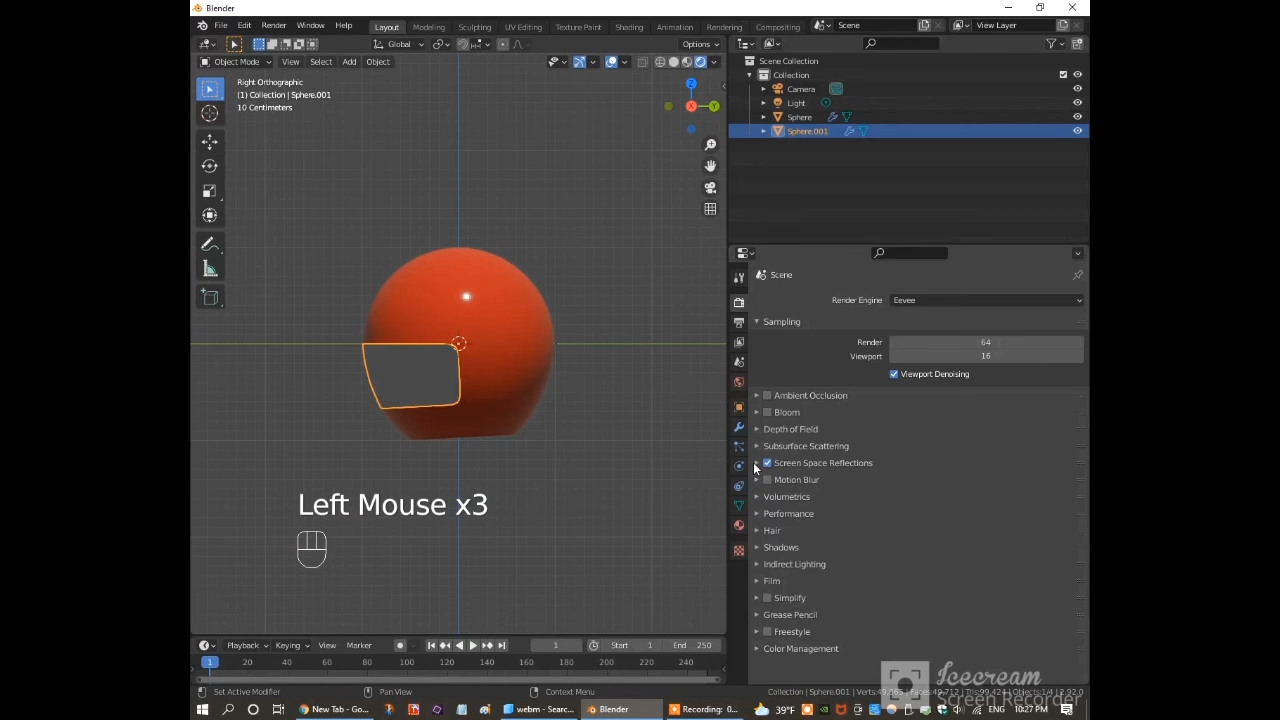 Blender
File Edit Render Window Help
Layout Modeling Sculpting UV Editing Texture Paint Shading Animation Rendering Compositing
Scene
View Layer
Global
Options
Object Mode View Select Add Object
Right Orthographic
(1) Collection | Sphere.001
10 Centimeters
Z
X
Y
Left Mouse x3
Scene Collection
Collection
Camera
Light
Sphere
Sphere.001
Scene
Render Engine Eevee
Sampling
Render 64
Viewport 16
Viewport Denoising
Ambient Occlusion
Bloom
Depth of Field
Subsurface Scattering
Screen Space Reflections
Motion Blur
Volumetrics
Performance
Hair
Shadows
Indirect Lighting
Film
Simplify
Grease Pencil
Freestyle
Color Management
Playback Keying View Marker
1 Start 1 End 250
1 20 40 60 80 100 120 140 160 180 200 220 240
Set Active Modifier Pan View Context Menu
Icecream
Screen Recorder
New Tab - Goo...
webm - Searc...
Blender
Recording: 0...
39°F
ENG 10:27 PM